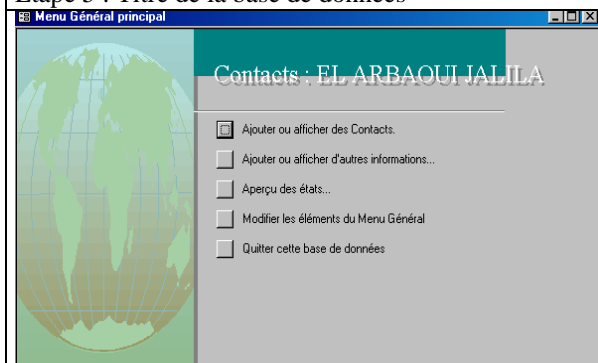 Etape 5 : Titre de la base de données
Menu Général principal
Contacts : EL ARBAOUI JALILA
Ajouter ou afficher des Contacts.
Ajouter ou afficher d'autres informations...
Aperçu des états...
Modifier les éléments du Menu Général
Quitter cette base de données